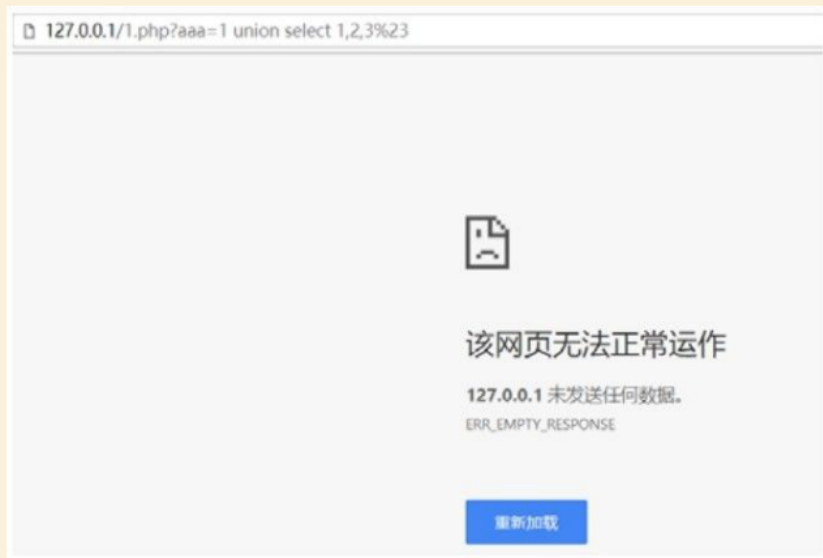 127.0.0.1/1.php?aaa=1 union select 1,2,3%23
该网页无法正常运作
127.0.0.1 未发送任何数据。
ERR_EMPTY_RESPONSE
重新加载